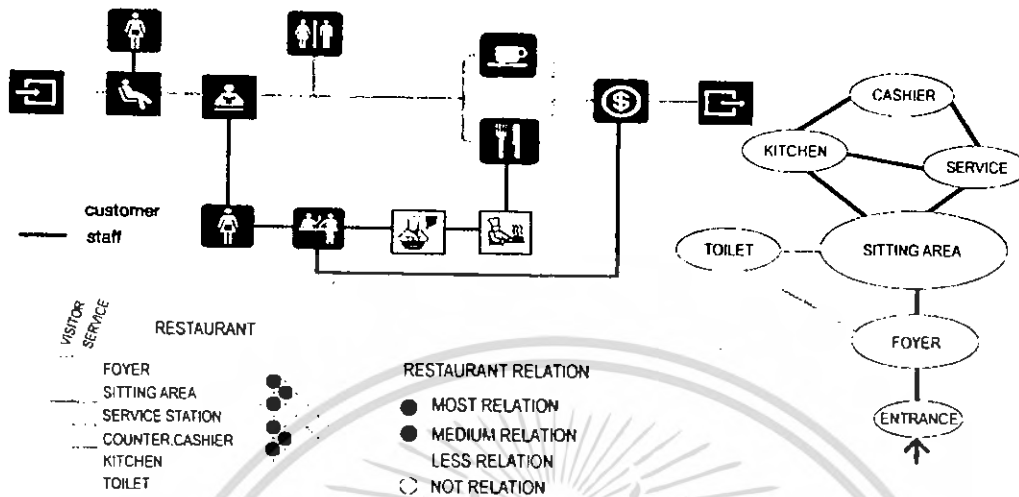 $
customer
staff
CASHIER
KITCHEN
SERVICE
TOILET
SITTING AREA
FOYER
ENTRANCE
VISITOR
SERVICE
RESTAURANT
FOYER
SITTING AREA
SERVICE STATION
COUNTER.CASHIER
KITCHEN
TOILET
RESTAURANT RELATION
MOST RELATION
MEDIUM RELATION
LESS RELATION
NOT RELATION